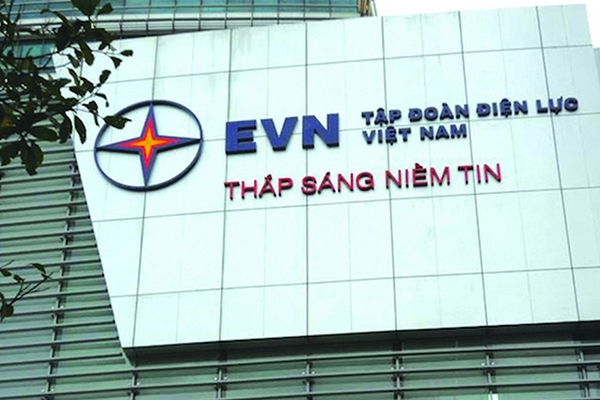 EVN TẬP ĐOÀN ĐIỆN LỰC
VIỆT NAM
THẮP SÁNG NIỀM TIN